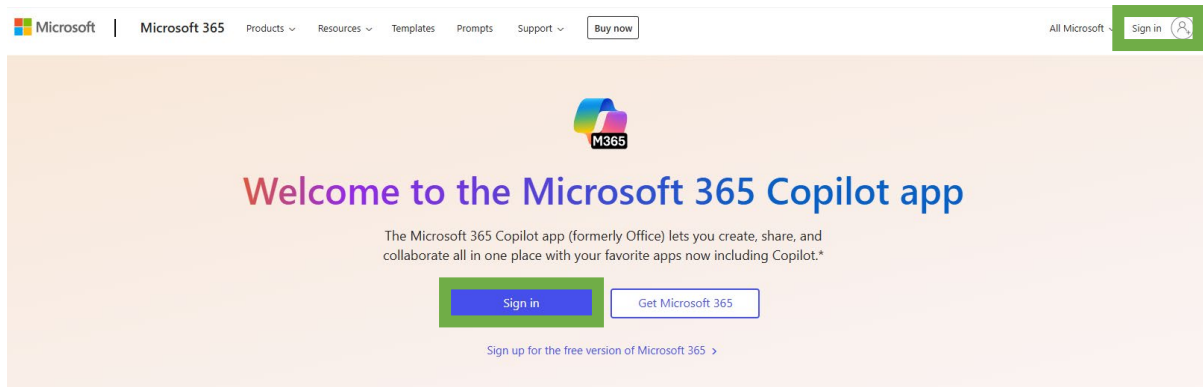 Microsoft | Microsoft 365 Products Resources Templates Prompts Support Buy now All Microsoft Sign in
M365
Welcome to the Microsoft 365 Copilot app
The Microsoft 365 Copilot app (formerly Office) lets you create, share, and
collaborate all in one place with your favorite apps now including Copilot.*
Sign in Get Microsoft 365
Sign up for the free version of Microsoft 365 >